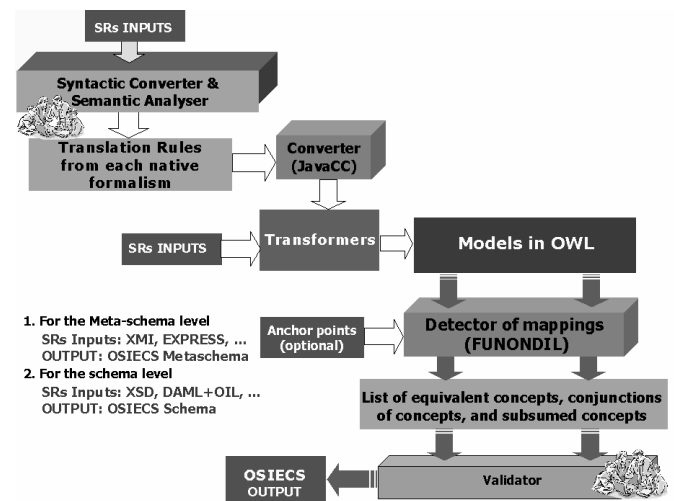 SRs INPUTS
Syntactic Converter &
Semantic Analyser
Translation Rules
from each native
formalism
Converter
(JavaCC)
SRs INPUTS
Transformers
Models in OWL
1. For the Meta-schema level
SRs Inputs: XMI, EXPRESS, ...
OUTPUT: OSIECS Metaschema
2. For the schema level
SRs Inputs: XSD, DAML+OIL, ...
OUTPUT: OSIECS Schema
Anchor points
(optional)
Detector of mappings
(FUNONDIL)
List of equivalent concepts, conjunctions
of concepts, and subsumed concepts
OSIECS
OUTPUT
Validator